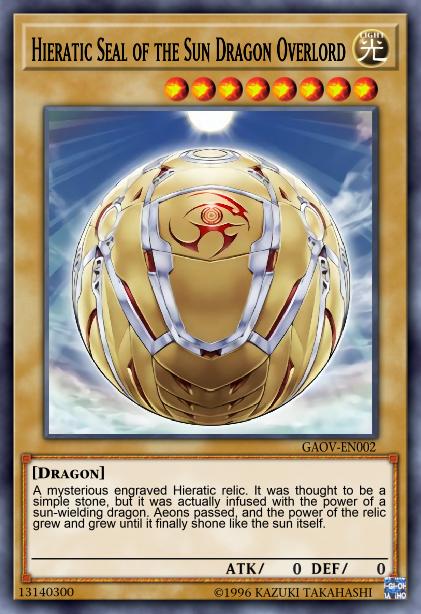 HIERATIC SEAL OF THE SUN DRAGON OVERLORD
LIGHT
光
GAOV-EN002
[DRAGON]
A mysterious engraved Hieratic relic. It was thought to be a
simple stone, but it was actually infused with the power of a
sun-wielding dragon. Aeons passed, and the power of the relic
grew and grew until it finally shone like the sun itself.
ATK/ 0 DEF/ 0
13140300
©1996 KAZUKI TAKAHASHI